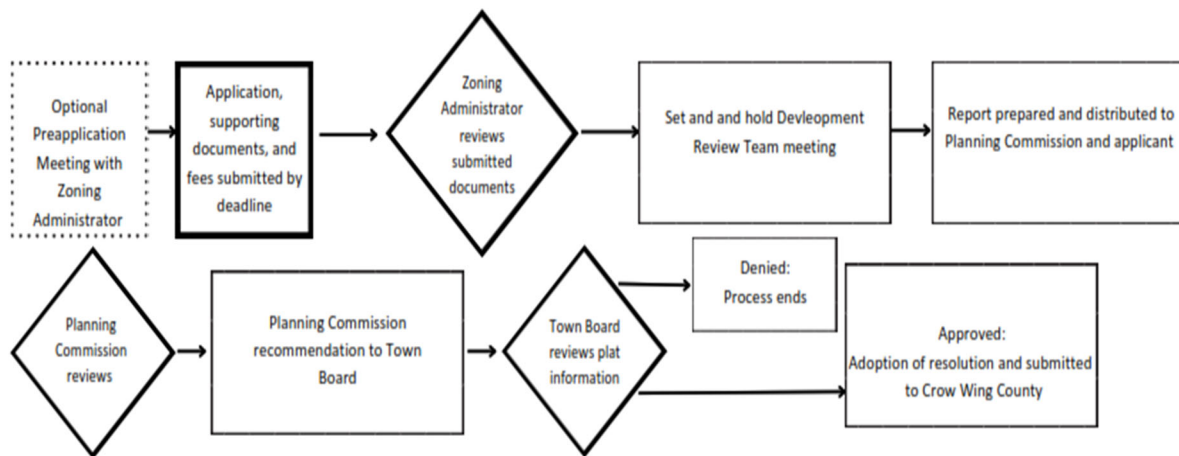 Optional
Preapplication
Meeting with
Zoning
Administrator
Application,
supporting
documents, and
fees submitted by
deadline
Zoning
Administrator
reviews
submitted
documents
Set and and hold Devleopment
Review Team meeting
Report prepared and distributed to
Planning Commission and applicant
Planning
Commission
reviews
Planning Commission
recommendation to Town
Board
Town Board
reviews plat
information
Denied:
Process ends
Approved:
Adoption of resolution and submitted
to Crow Wing County